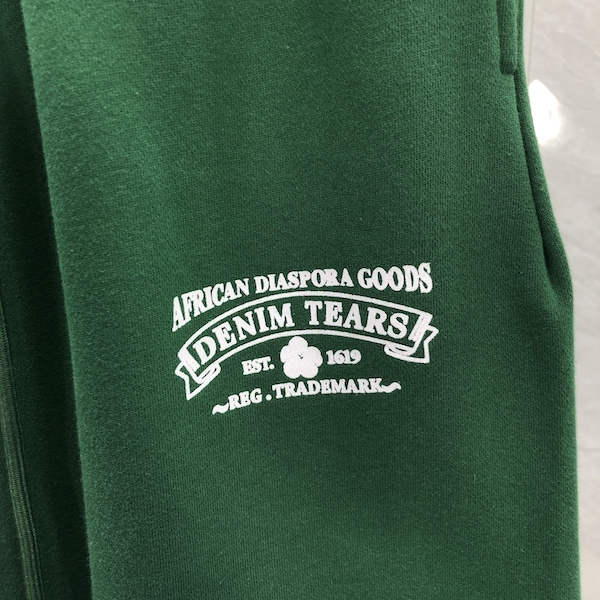 AFRICAN DIASPORA GOODS
DENIM TEARS
EST. 1619
~REG. TRADEMARK~